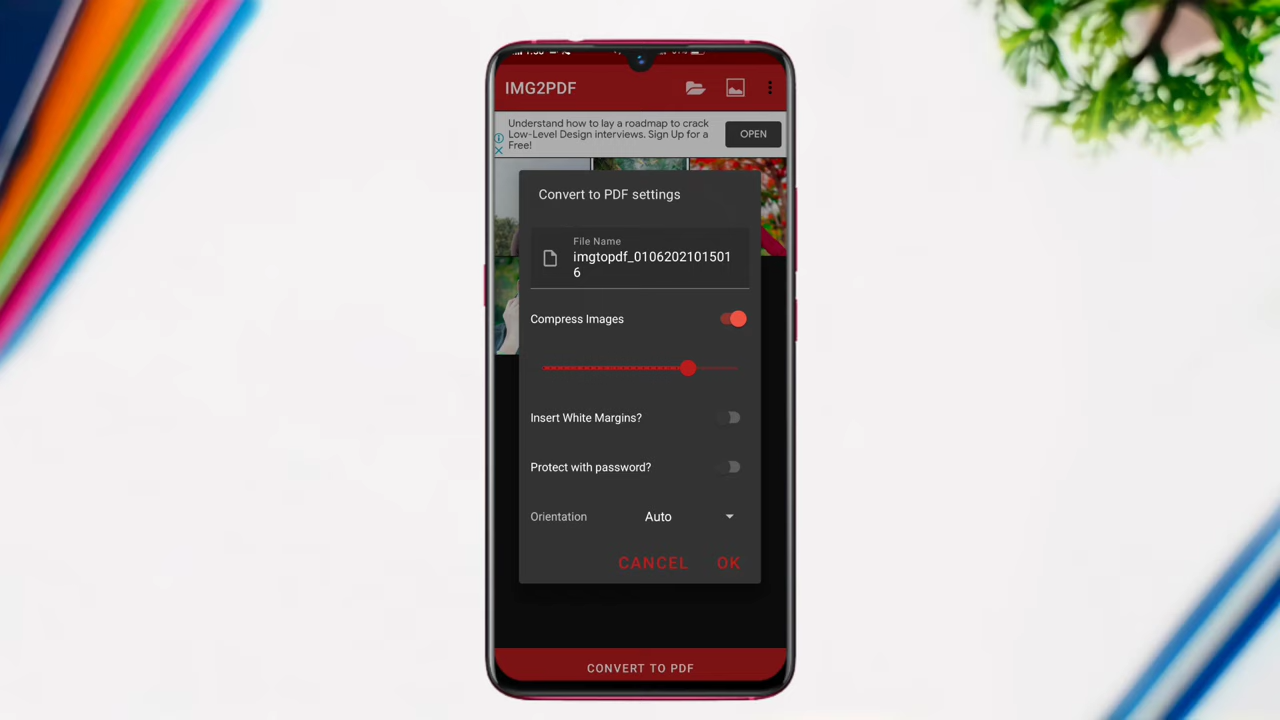 IMG2PDF
Understand how to lay a roadmap to crack
Low-Level Design interviews. Sign Up for a
Free!
OPEN
Convert to PDF settings
File Name
imgtopdf_0106202101501
6
Compress Images
Insert White Margins?
Protect with password?
Orientation
Auto
CANCEL
OK
CONVERT TO PDF